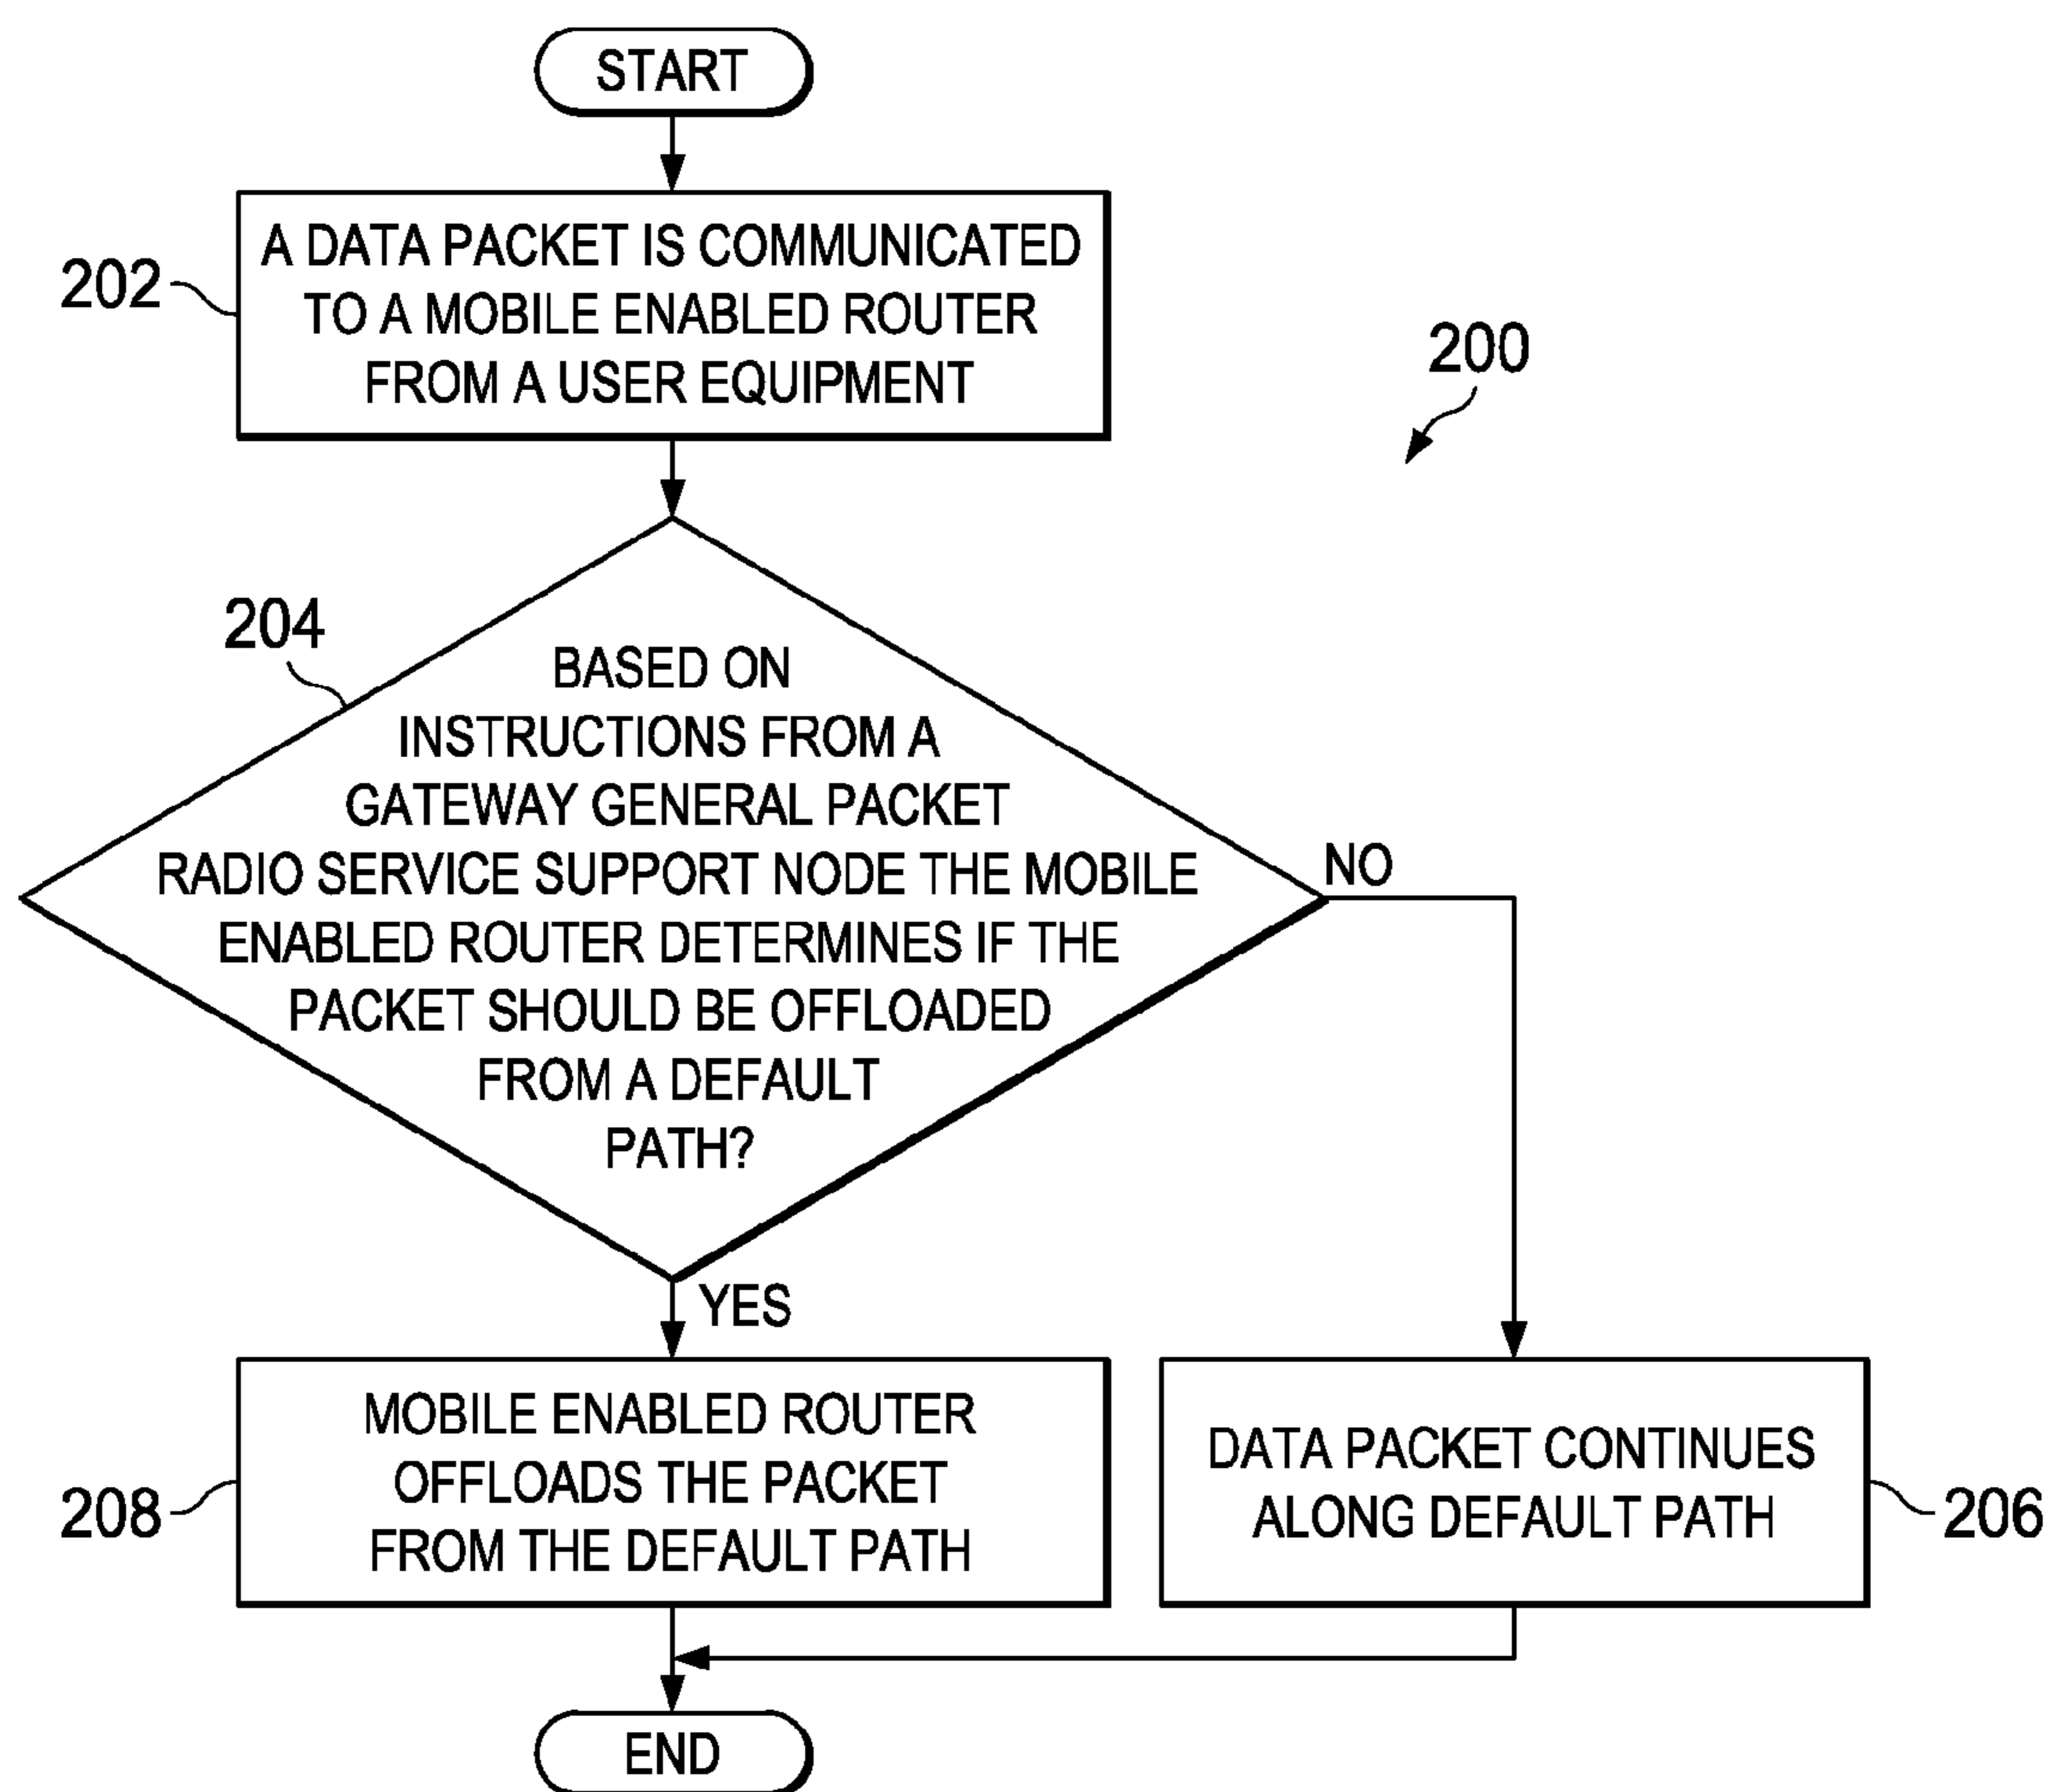 START
202
A DATA PACKET IS COMMUNICATED
TO A MOBILE ENABLED ROUTER
FROM A USER EQUIPMENT
200
204
BASED ON
INSTRUCTIONS FROM A
GATEWAY GENERAL PACKET
RADIO SERVICE SUPPORT NODE THE MOBILE
ENABLED ROUTER DETERMINES IF THE
PACKET SHOULD BE OFFLOADED
FROM A DEFAULT
PATH?
NO
YES
208
MOBILE ENABLED ROUTER
OFFLOADS THE PACKET
FROM THE DEFAULT PATH
DATA PACKET CONTINUES
ALONG DEFAULT PATH
206
END